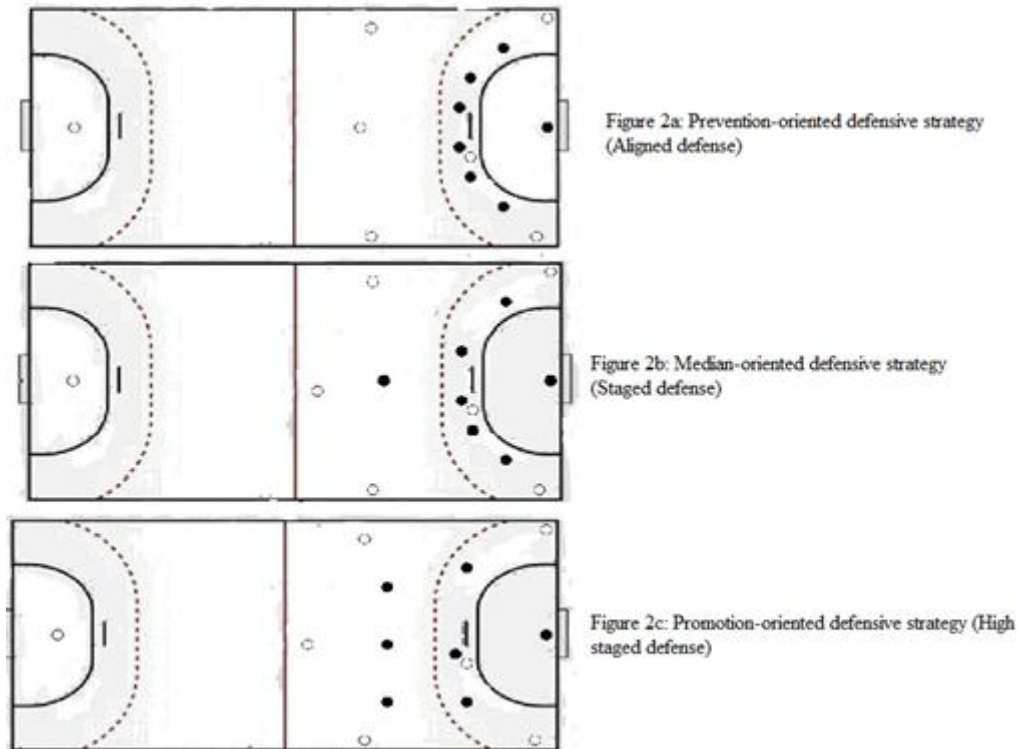 Figure 2a: Prevention-oriented defensive strategy
(Aligned defense)
Figure 2b: Median-oriented defensive strategy
(Staged defense)
Figure 2c: Promotion-oriented defensive strategy (High
staged defense)